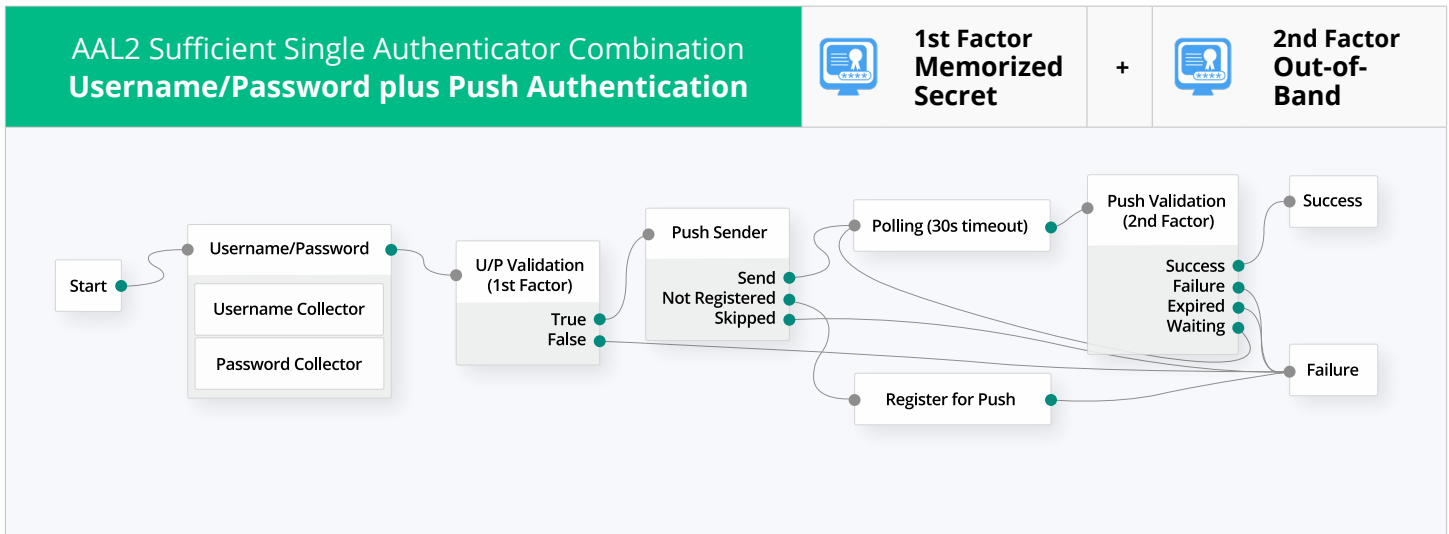 AAL2 Sufficient Single Authenticator Combination
Username/Password plus Push Authentication
1st Factor
Memorized
Secret
+
2nd Factor
Out-of-
Band
****
****
Start
Username/Password
Username Collector
Password Collector
U/P Validation
(1st Factor)
True
False
Push Sender
Send
Not Registered
Skipped
Polling (30s timeout)
Register for Push
Push Validation
(2nd Factor)
Success
Failure
Expired
Waiting
Success
Failure